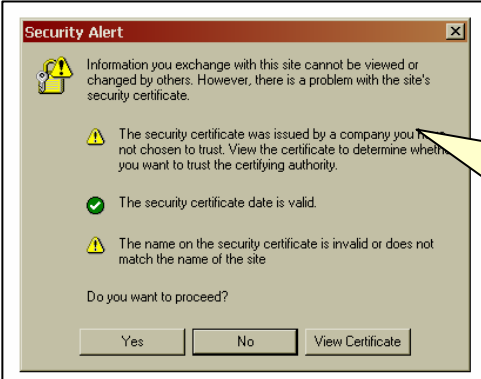 Security Alert
Information you exchange with this site cannot be viewed or
changed by others. However, there is a problem with the site's
security certificate.
The security certificate was issued by a company you have
not chosen to trust. View the certificate to determine whether
you want to trust the certifying authority.
The security certificate date is valid.
The name on the security certificate is invalid or does not
match the name of the site
Do you want to proceed?
Yes
No
View Certificate